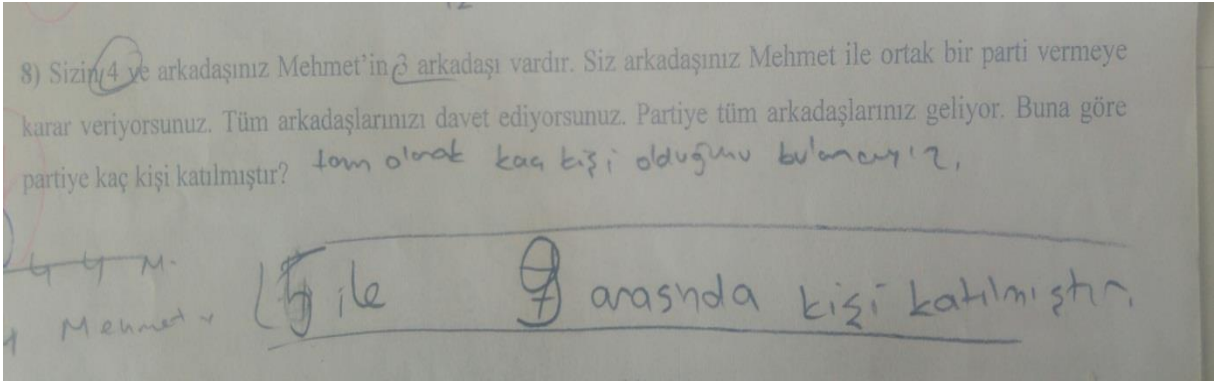 8) Sizin 4 ve arkadaşınız Mehmet'in 3 arkadaşı vardır. Siz arkadaşınız Mehmet ile ortak bir parti vermeye
karar veriyorsunuz. Tüm arkadaşlarınızı davet ediyorsunuz. Partiye tüm arkadaşlarınız geliyor. Buna göre
partiye kaç kişi katılmıştır? tam olarak kaç kişi olduğunu bulamayız.
4 4 M.
ile 9 arasında kişi katılmıştır.
Mehmet